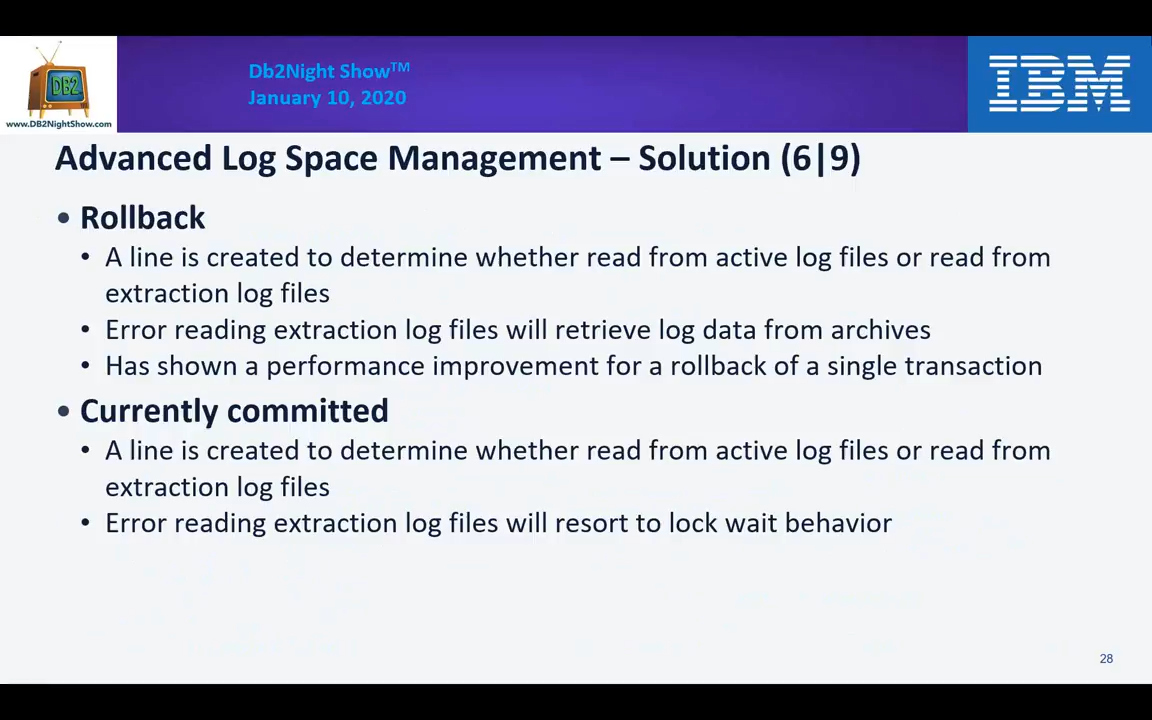 Db2Night Show™
January 10, 2020
DB2
www.DB2NightShow.com
IBM
Advanced Log Space Management – Solution (6|9)
• Rollback
• A line is created to determine whether read from active log files or read from
extraction log files
• Error reading extraction log files will retrieve log data from archives
• Has shown a performance improvement for a rollback of a single transaction
• Currently committed
• A line is created to determine whether read from active log files or read from
extraction log files
• Error reading extraction log files will resort to lock wait behavior
28